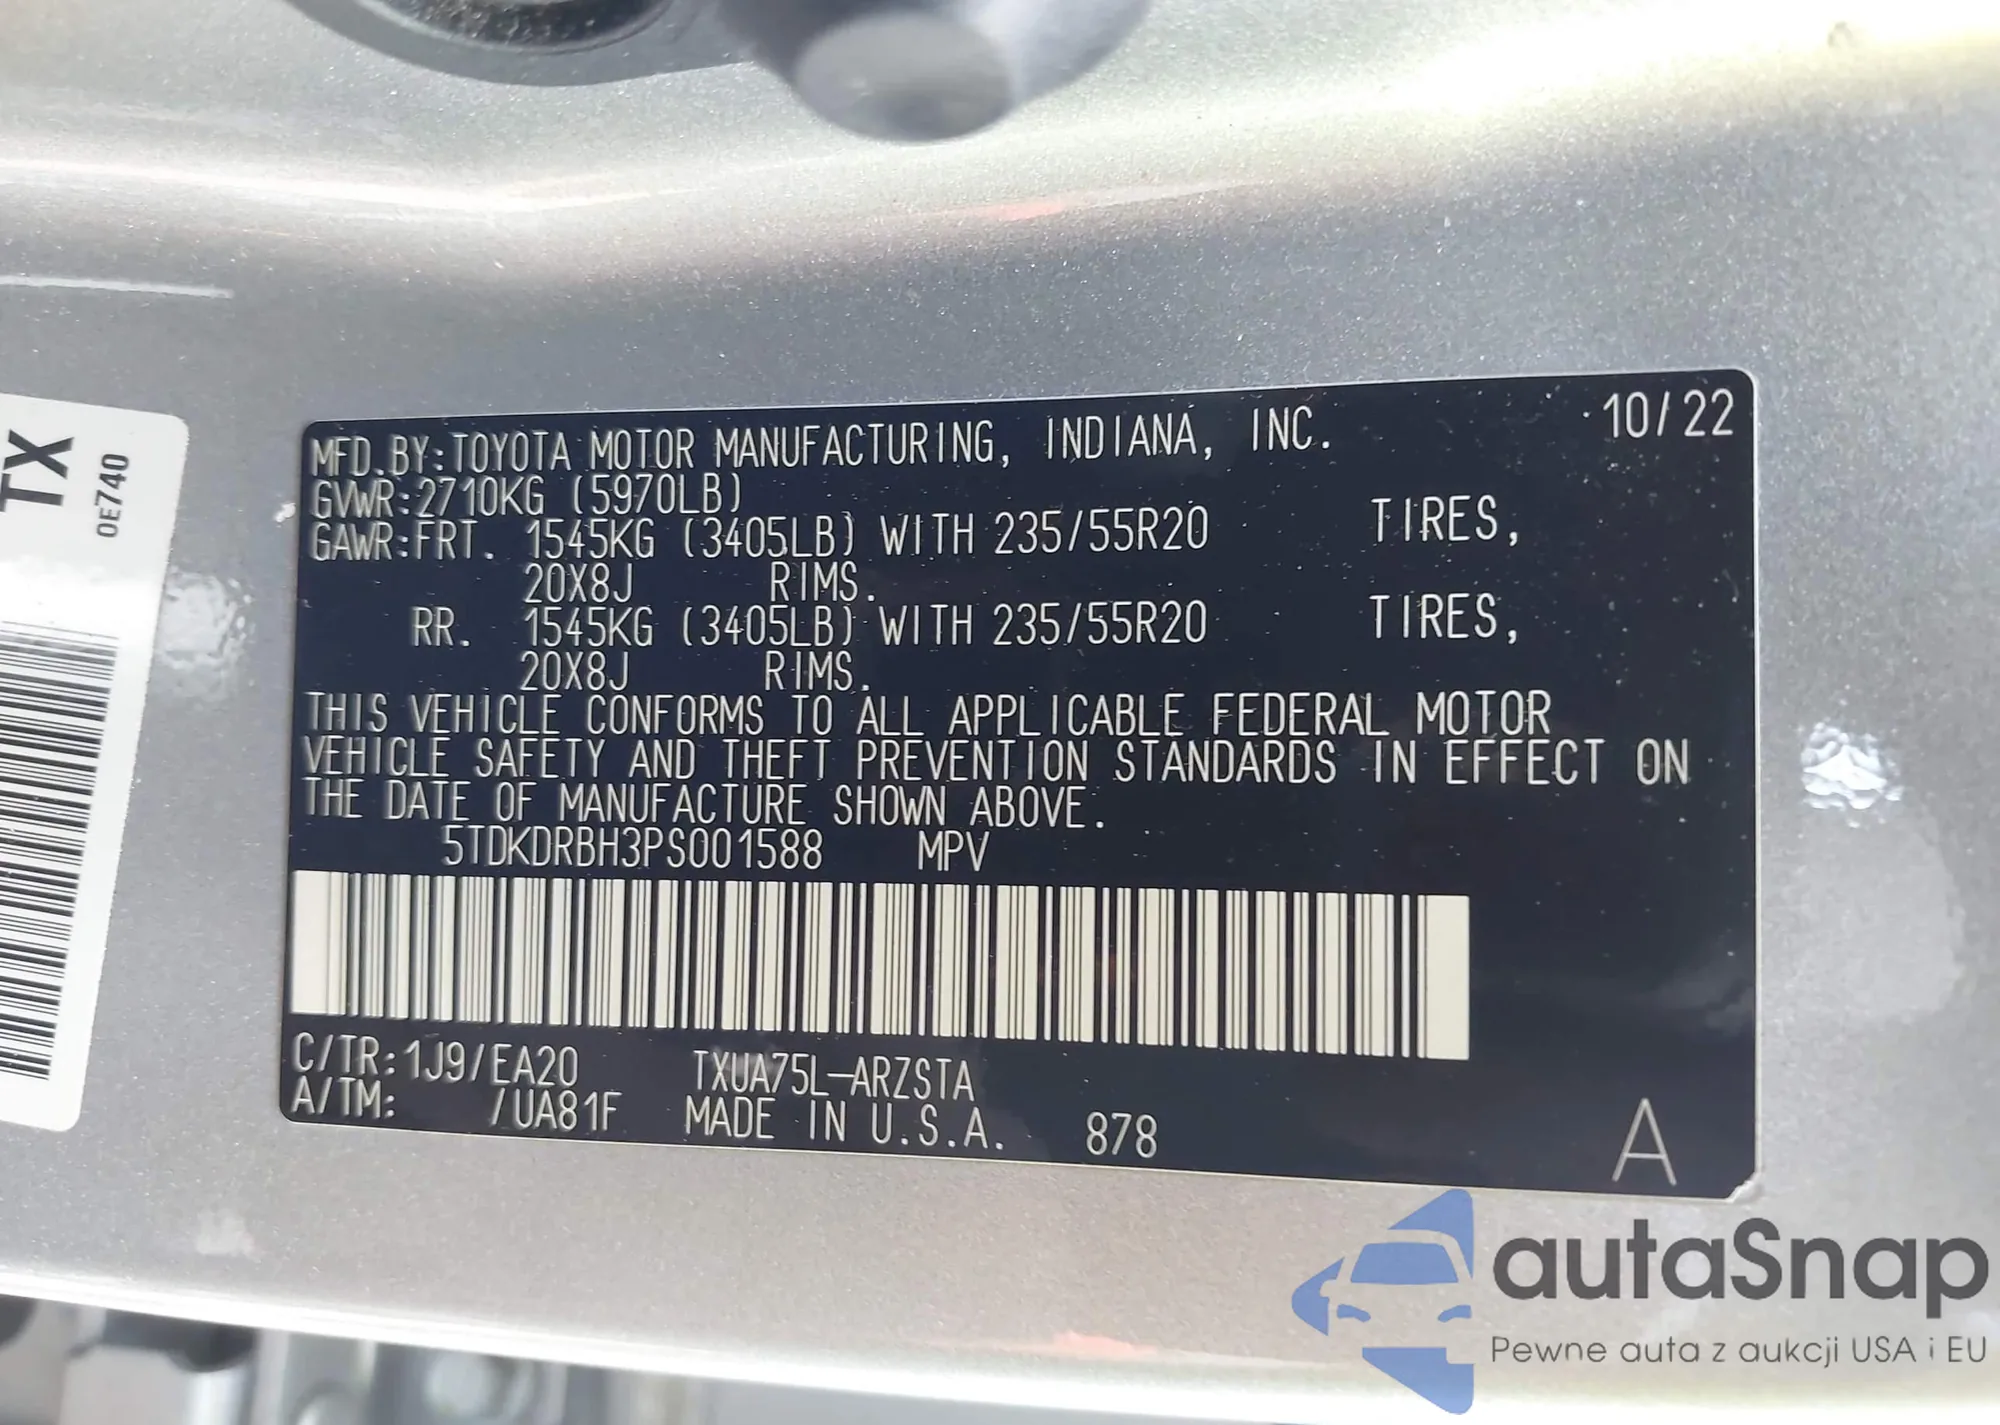 TX
0E740
MFD.BY:TOYOTA MOTOR MANUFACTURING, INDIANA, INC. 10/22
GVWR:2710KG (5970LB)
GAWR:FRT. 1545KG (3405LB) WITH 235/55R20 TIRES,
20X8J RIMS.
RR. 1545KG (3405LB) WITH 235/55R20 TIRES,
20X8J RIMS.
THIS VEHICLE CONFORMS TO ALL APPLICABLE FEDERAL MOTOR
VEHICLE SAFETY AND THEFT PREVENTION STANDARDS IN EFFECT ON
THE DATE OF MANUFACTURE SHOWN ABOVE.
5TDKDRBH3PS001588 MPV
C/TR:1J9/EA20 TXUA75L-ARZSTA
A/TM: /UA81F MADE IN U.S.A. 878 A
autaSnap
Pewne auta z aukcji USA i EU